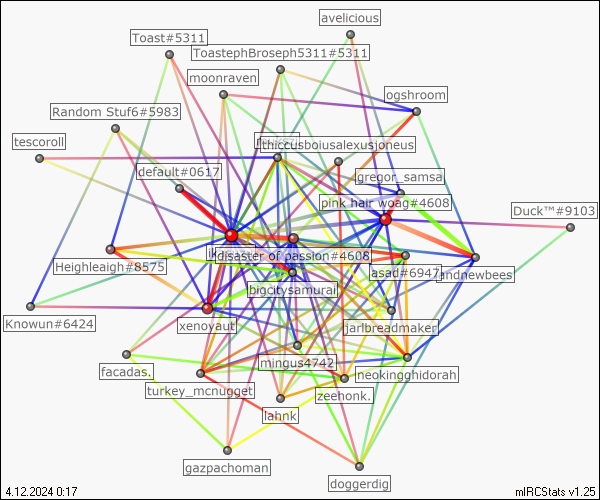 avelicious
Toast#5311
ToastephBroseph5311#5311
moonraven
ogshroom
Random Stuf6#5983
tescoroll
thiccusboiusalexusjoneus
default#0617
gregor_samsa
pink hair wong#4608
Duck™#9103
disaster of passion#4608
Heighleaigh#8575
asad#6947
andnewbees
bigcitysamurai
Knowun#6424
xenoyaut
jarlbreadmaker
mingus4742
facadas.
neokingghidorah
turkey_mcnugget
zeehonk.
lahnk
gazpachoman
doggerdig
4.12.2024 0:17
mIRCStats v1.25